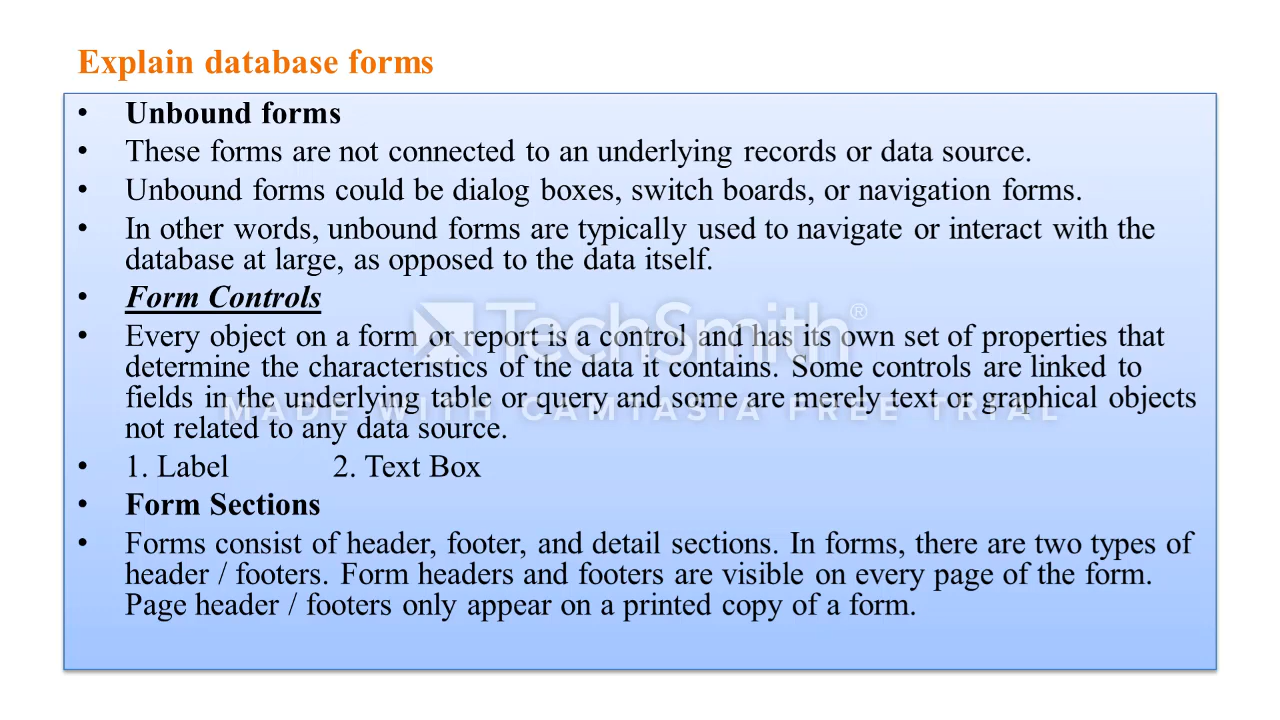 Explain database forms
• Unbound forms
• These forms are not connected to an underlying records or data source.
• Unbound forms could be dialog boxes, switch boards, or navigation forms.
• In other words, unbound forms are typically used to navigate or interact with the
database at large, as opposed to the data itself.
• Form Controls
TechSmith®
• Every object on a form or report is a control and has its own set of properties that
determine the characteristics of the data it contains. Some controls are linked to
fields in the underlying table or query and some are merely text or graphical objects
MADE WITH CAMTASIA FREE TRIAL
not related to any data source.
• 1. Label 2. Text Box
• Form Sections
• Forms consist of header, footer, and detail sections. In forms, there are two types of
header / footers. Form headers and footers are visible on every page of the form.
Page header / footers only appear on a printed copy of a form.